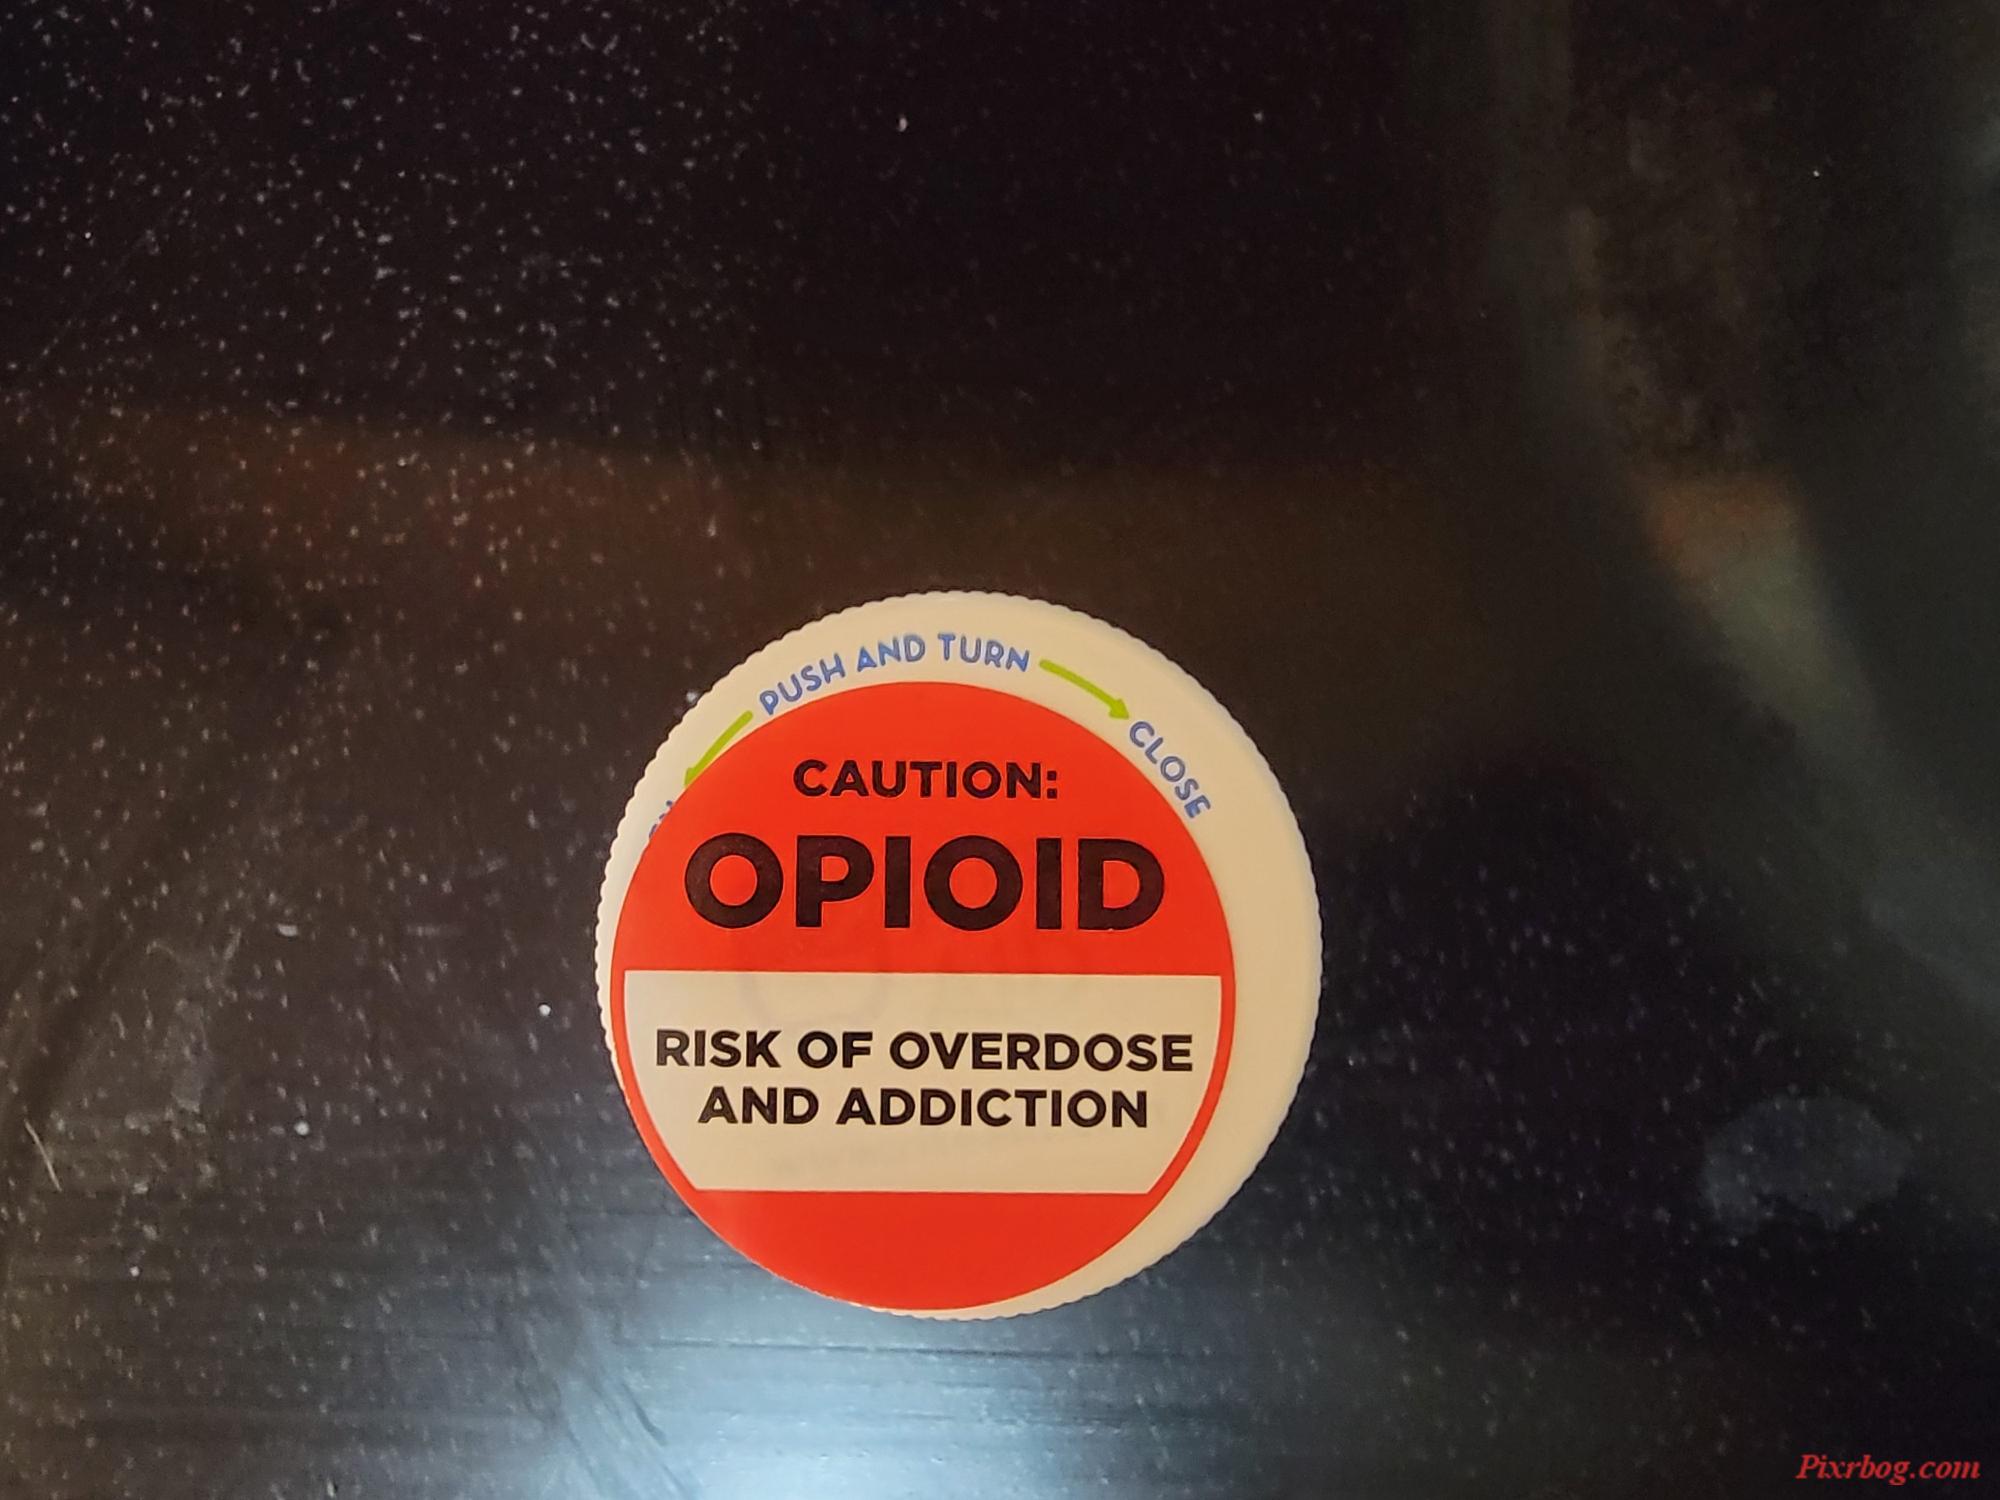 PUSH AND TURN
CLOSE
CAUTION:
OPIOID
RISK OF OVERDOSE
AND ADDICTION
Pixrbog.com